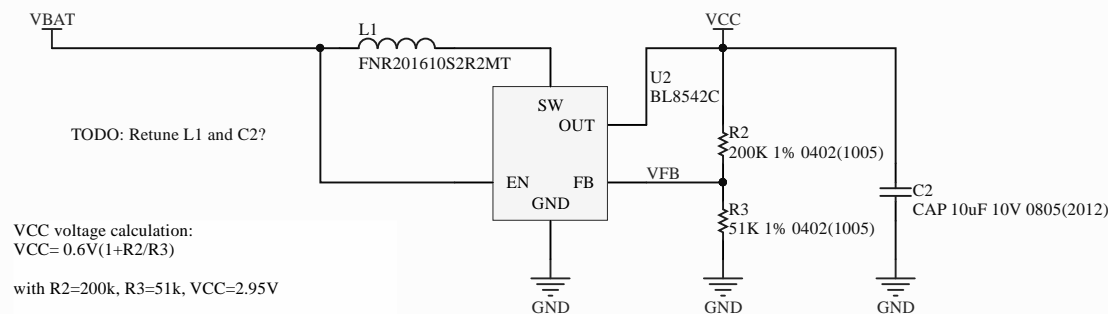 VBAT
L1
FNR201610S2R2MT
VCC
U2
BL8542C
SW
OUT
TODO: Retune L1 and C2?
R2
200K 1% 0402(1005)
EN
FB
VFB
GND
C2
CAP 10uF 10V 0805(2012)
R3
51K 1% 0402(1005)
VCC voltage calculation:
VCC= 0.6V(1+R2/R3)
with R2=200k, R3=51k, VCC=2.95V
GND
GND
GND